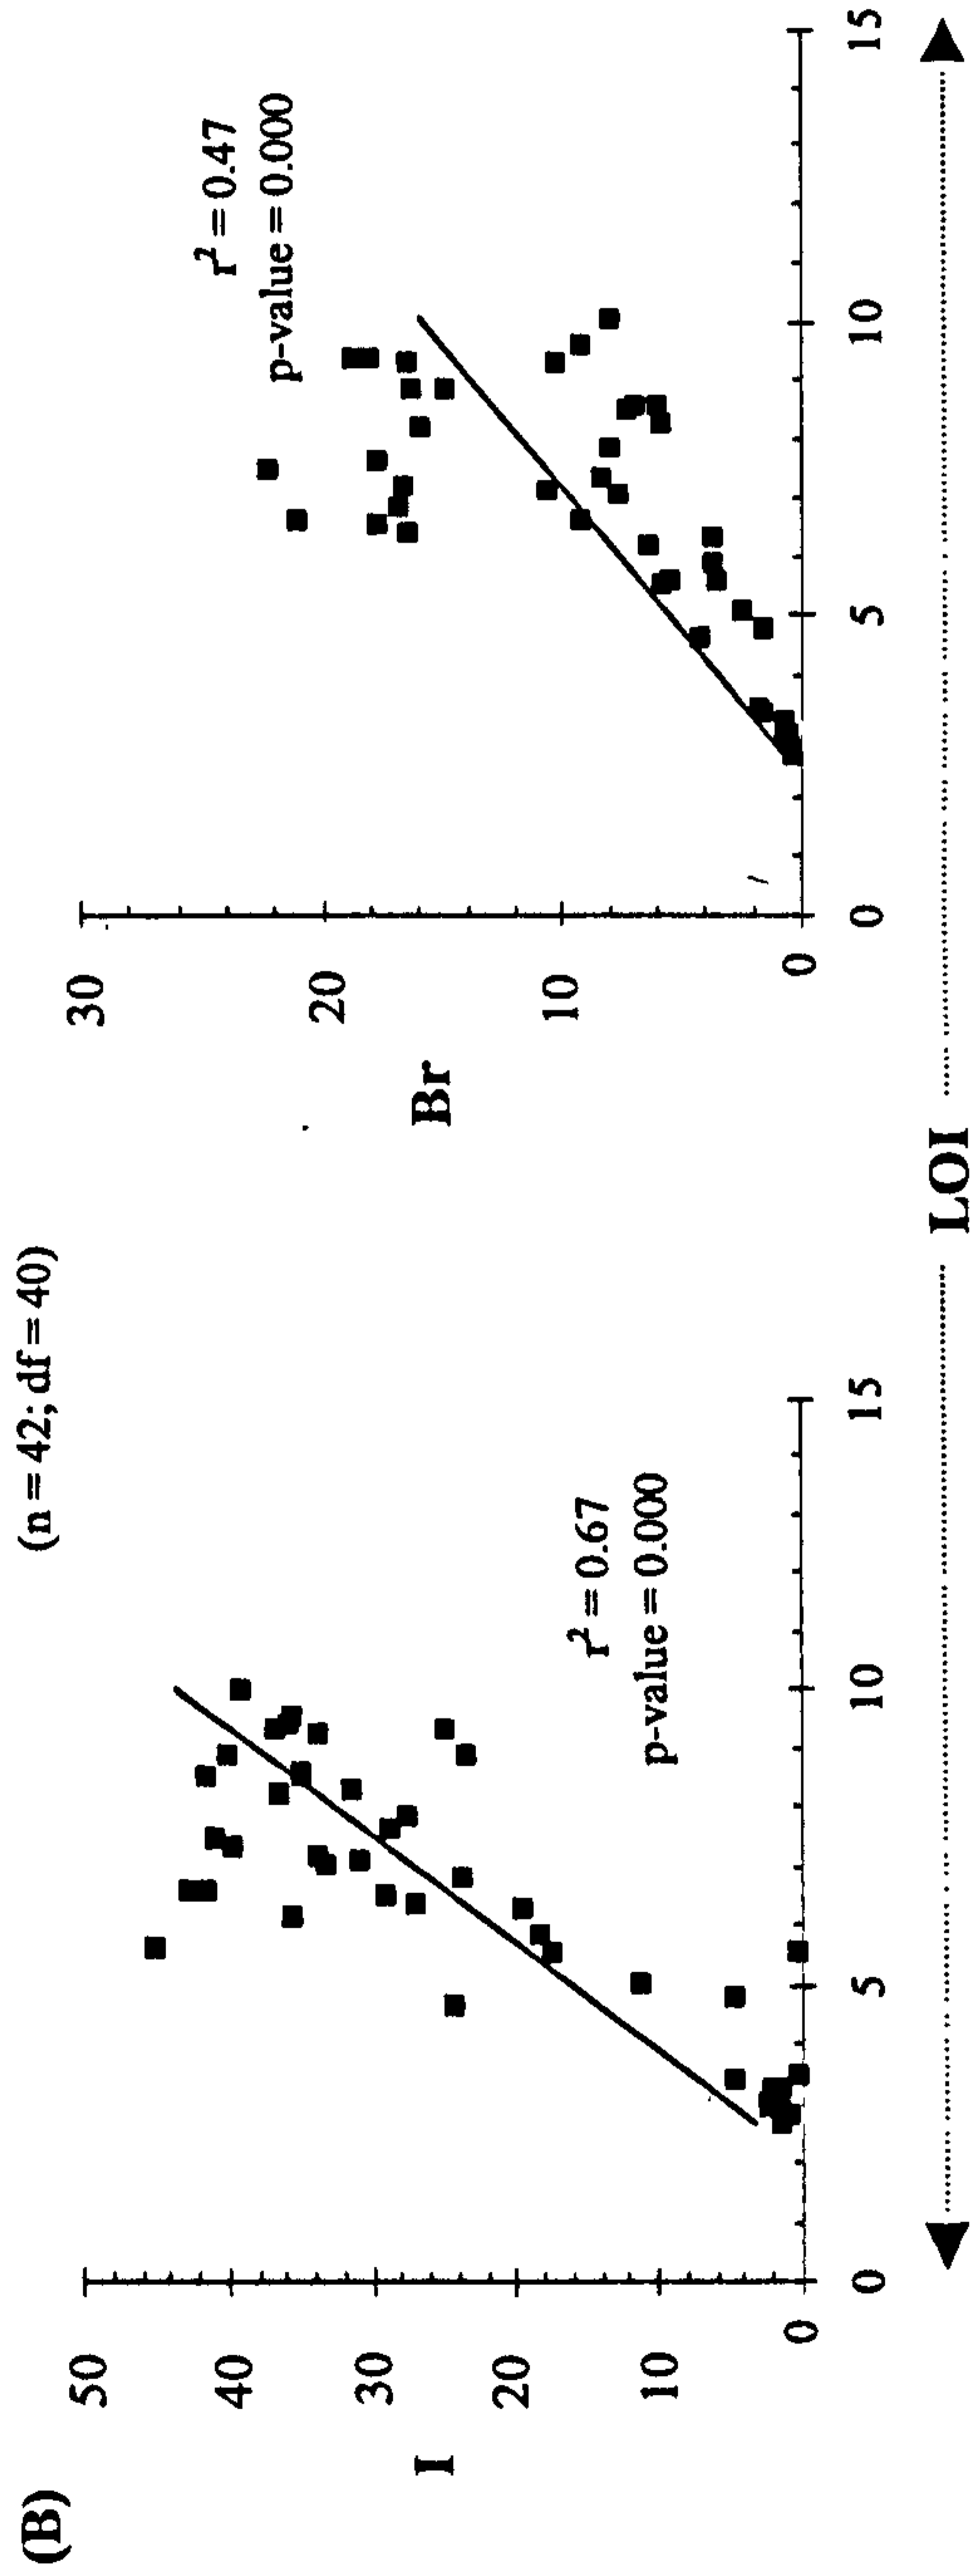 (B)
(n = 42; df = 40)
I
50
40
30
20
10
0
0
5
10
15
r² = 0.67
p-value = 0.000
Br
30
20
10
0
0
5
10
15
r² = 0.47
p-value = 0.000
LOI